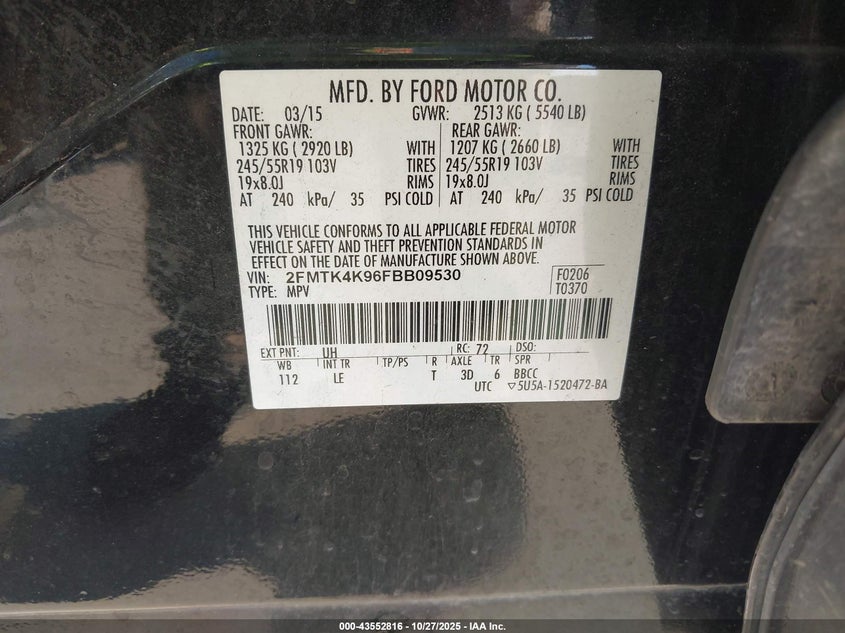 MFD. BY FORD MOTOR CO.
DATE: 03/15 GVWR: 2513 KG ( 5540 LB)
FRONT GAWR: REAR GAWR:
1325 KG ( 2920 LB) WITH 1207 KG ( 2660 LB) WITH
245/55R19 103V TIRES 245/55R19 103V TIRES
19x8.0J RIMS 19x8.0J RIMS
AT 240 kPa/ 35 PSI COLD AT 240 kPa/ 35 PSI COLD
THIS VEHICLE CONFORMS TO ALL APPLICABLE FEDERAL MOTOR
VEHICLE SAFETY AND THEFT PREVENTION STANDARDS IN
EFFECT ON THE DATE OF MANUFACTURE SHOWN ABOVE.
VIN: 2FMTK4K96FBB09530 F0206
TYPE: MPV T0370
EXT PNT: UH RC: 72 DSO:
WB INT TR TP/PS R AXLE TR SPR
112 LE T 3D 6 BBCC
UTC ▽5U5A-1520472-BA
000-43552816 | 10/27/2025 - IAA Inc.